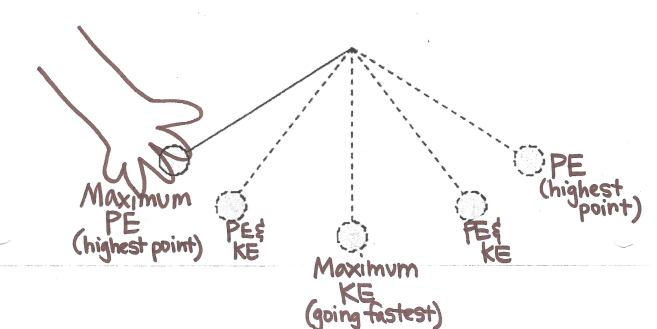 Maximum
PE
(highest point)
PE &
KE
Maximum
KE
(going fastest)
PE &
KE
PE
(highest
point)